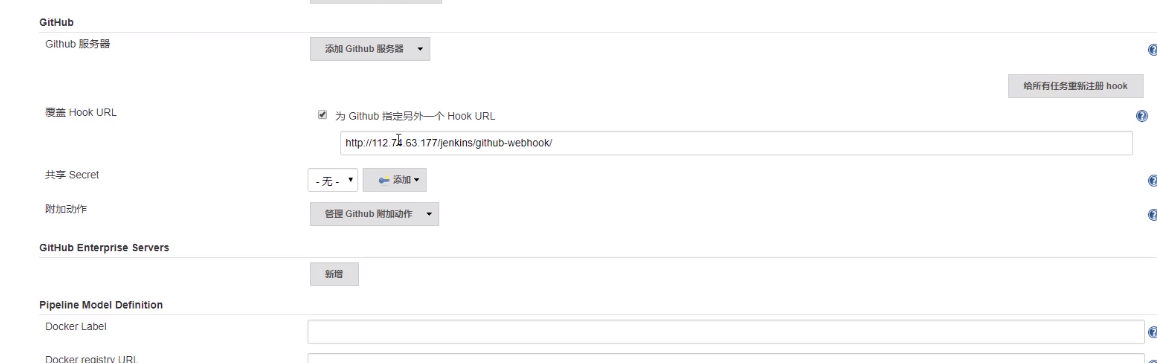 GitHub
Github 服务器
添加 Github 服务器
给所有任务重新注册 hook
覆盖 Hook URL
为 Github 指定另外一个 Hook URL
http://112.74.63.177/jenkins/github-webhook/
共享 Secret
- 无 -
添加
附加动作
管理 Github 附加动作
GitHub Enterprise Servers
新增
Pipeline Model Definition
Docker Label
Docker registry URL